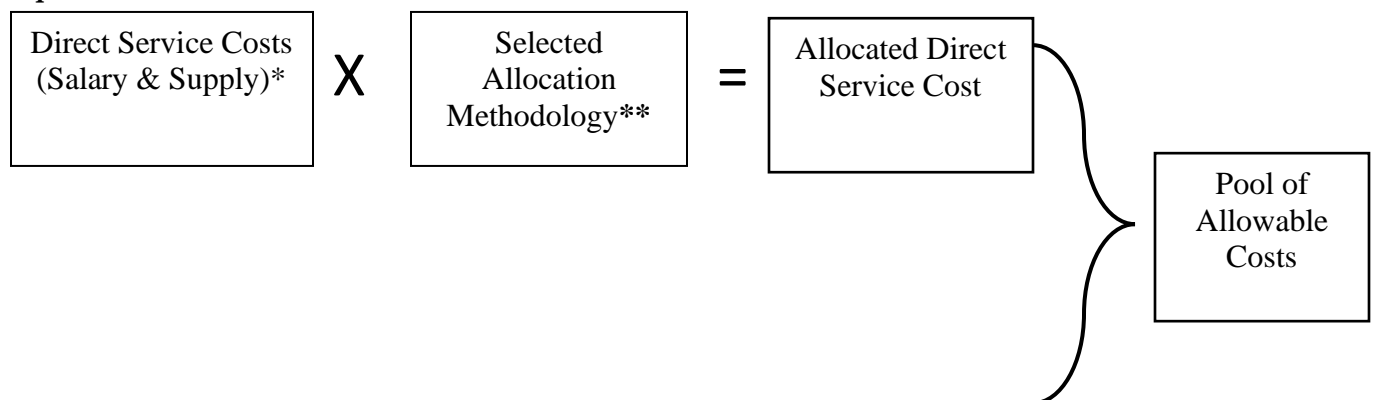 Direct Service Costs
(Salary & Supply)*
X
Selected
Allocation
Methodology**
=
Allocated Direct
Service Cost
Pool of
Allowable
Costs